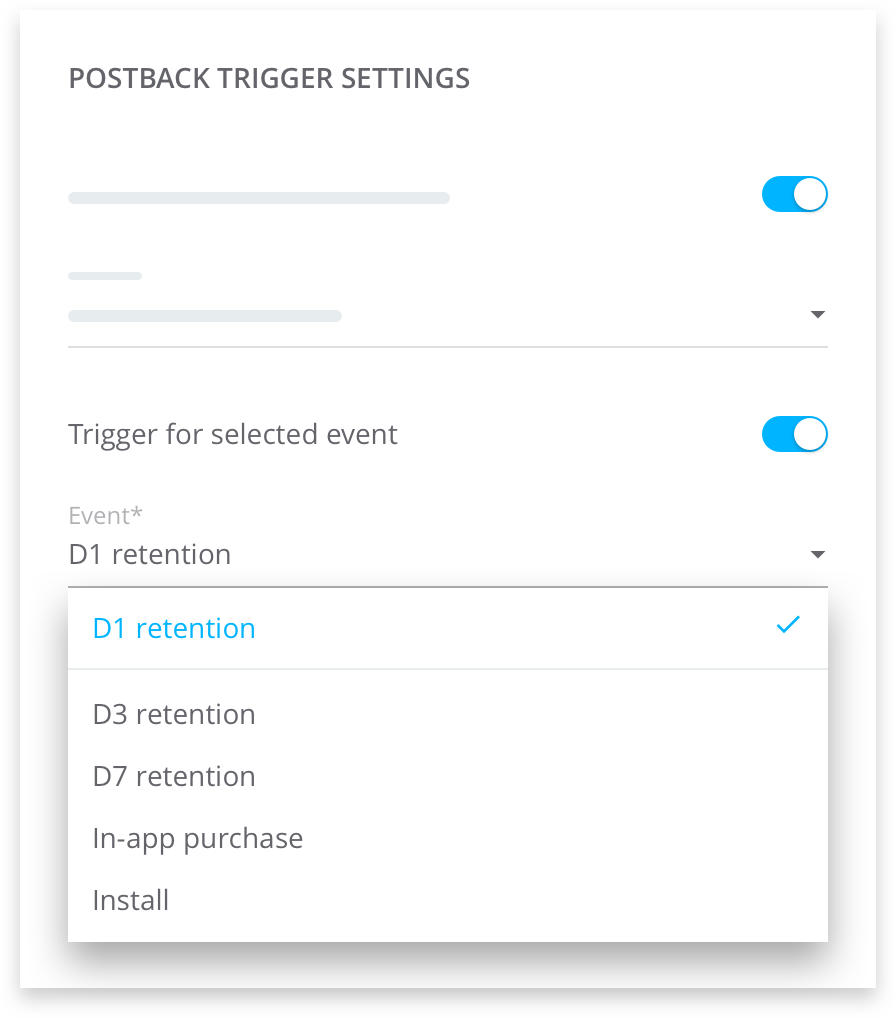 POSTBACK TRIGGER SETTINGS
Trigger for selected event
Event*
D1 retention
D1 retention
D3 retention
D7 retention
In-app purchase
Install